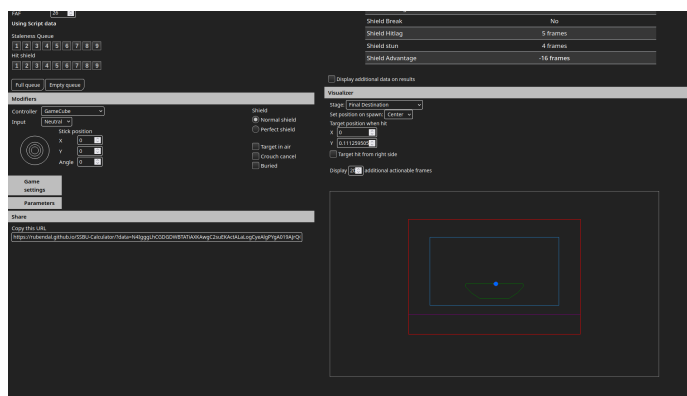 FAF 20
Using Script data
Staleness Queue
1 2 3 4 5 6 7 8 9
Hit shield
1 2 3 4 5 6 7 8 9
Full queue Empty queue
Modifiers
Controller GameCube
Input Neutral
Stick position
X 0
Y 0
Angle 0
Shield
Normal shield
Perfect shield
Target in air
Crouch cancel
Buried
Game
settings
Parameters
Share
Copy this URL
Shield Break No
Shield Hitlag 5 frames
Shield stun 4 frames
Shield Advantage -16 frames
Display additional data on results
Visualizer
Stage: Final Destination
Set position on spawn: Center
Target position when hit
X 0
Y 0.111259503
Target hit from right side
Display additional actionable frames